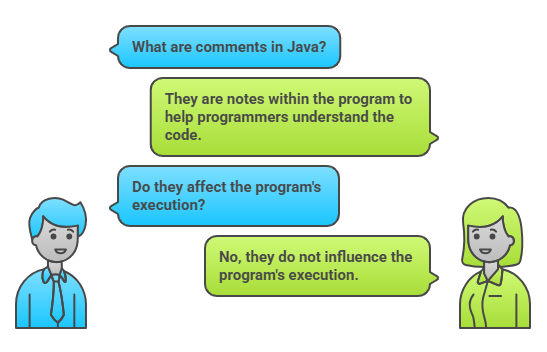 What are comments in Java?
They are notes within the program to
help programmers understand the
code.
Do they affect the program's
execution?
No, they do not influence the
program's execution.